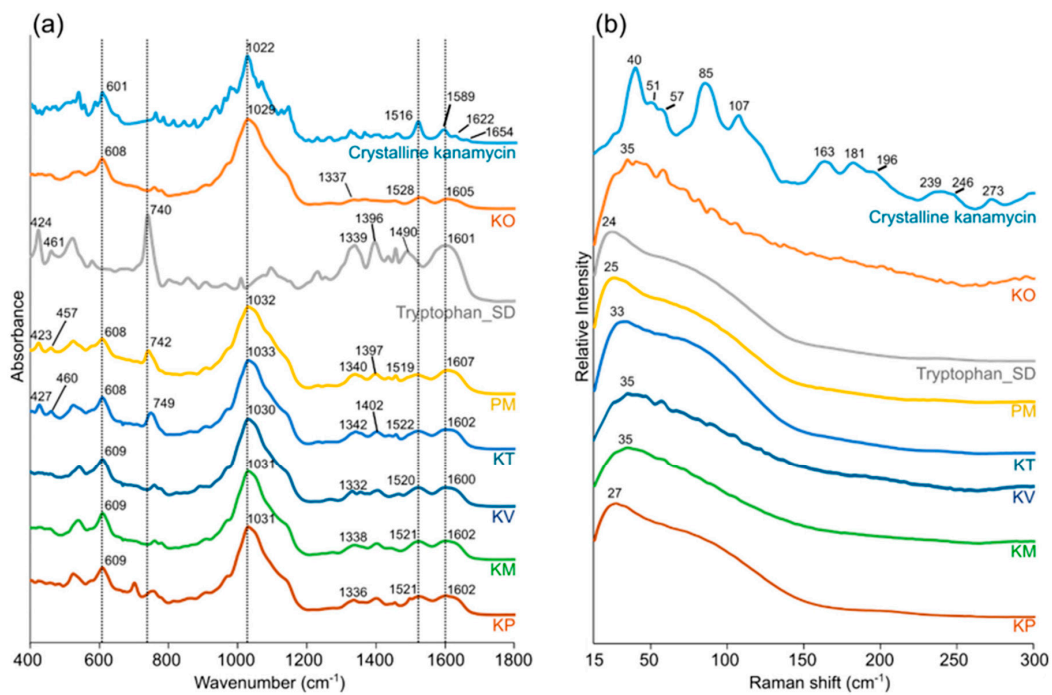 (a)
1022
601
1516
1589
1622
1654
Crystalline kanamycin
1029
608
1337
1528
1605
KO
740
424
461
1339
1396
1490
1601
Tryptophan_SD
1032
423
457
608
742
1340
1397
1519
1607
PM
1033
427
460
608
749
1342
1402
1522
1602
KT
1030
609
1332
1520
1600
KV
1031
609
1338
1521
1602
KM
1031
609
1336
1521
1602
KP
Absorbance
400 600 800 1000 1200 1400 1600 1800
Wavenumber (cm-1)
(b)
40
51
57
85
107
163
181
196
239
246
273
Crystalline kanamycin
35
KO
24
Tryptophan_SD
25
PM
33
KT
35
KV
35
KM
27
KP
Relative Intensity
15 50 100 150 200 250 300
Raman shift (cm-1)